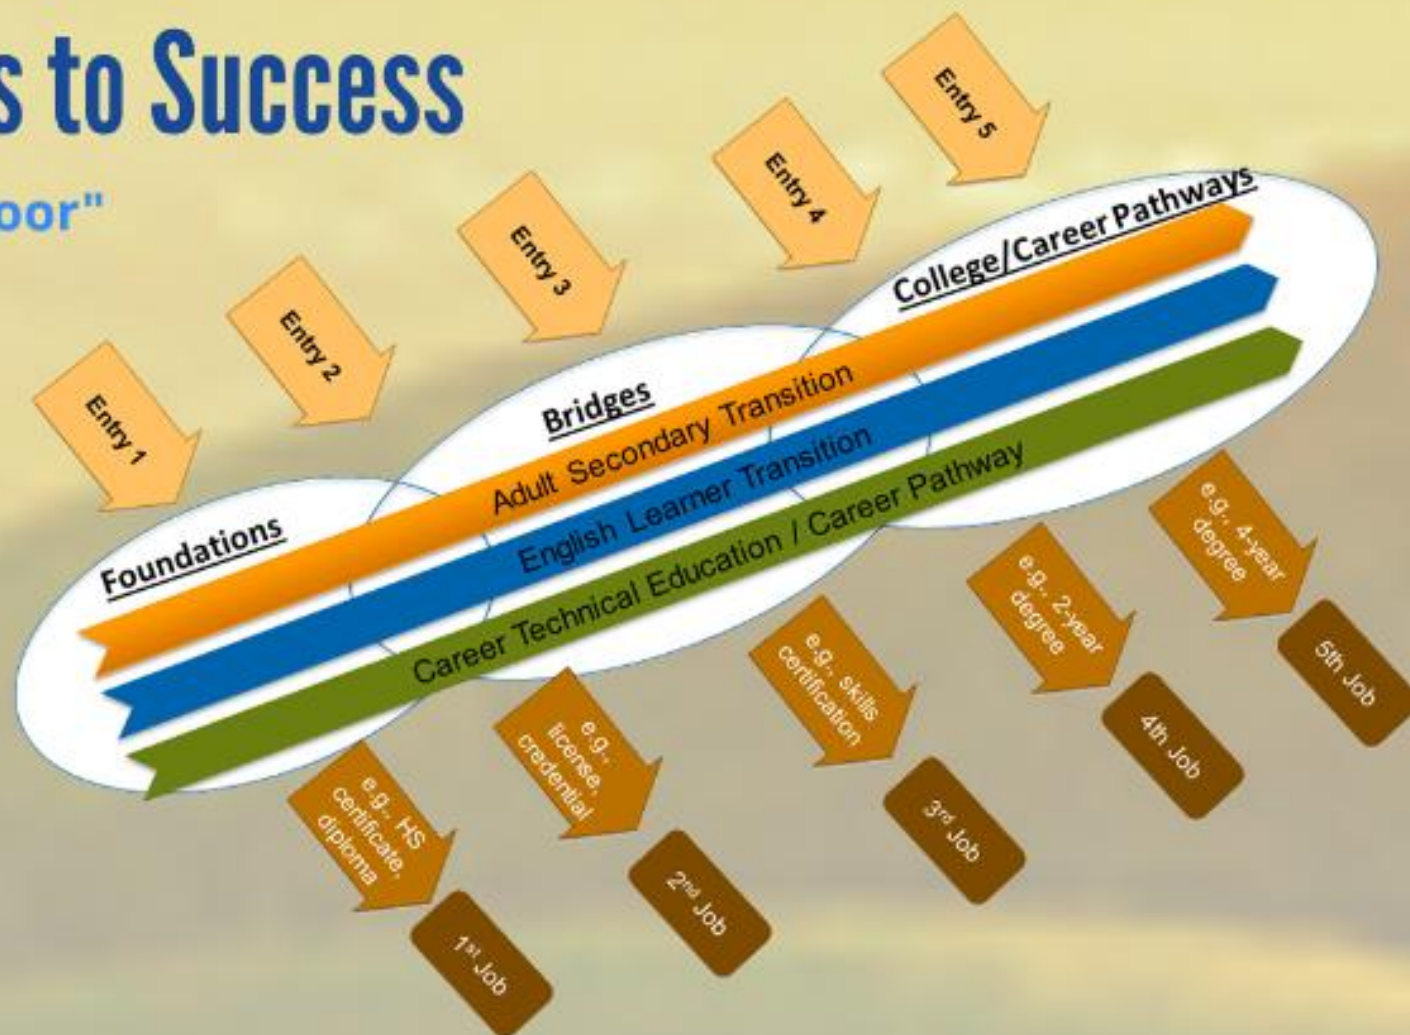 s to Success
oor"
Entry 1
Entry 2
Entry 3
Entry 4
Entry 5
Foundations
Bridges
College/Career Pathways
Adult Secondary Transition
English Learner Transition
Career Technical Education / Career Pathway
e.g., HS
certificate,
diploma
e.g.,
license,
credential
e.g., skills
certification
e.g., 2-year
degree
e.g., 4-year
degree
1st Job
2nd Job
3rd Job
4th Job
5th Job